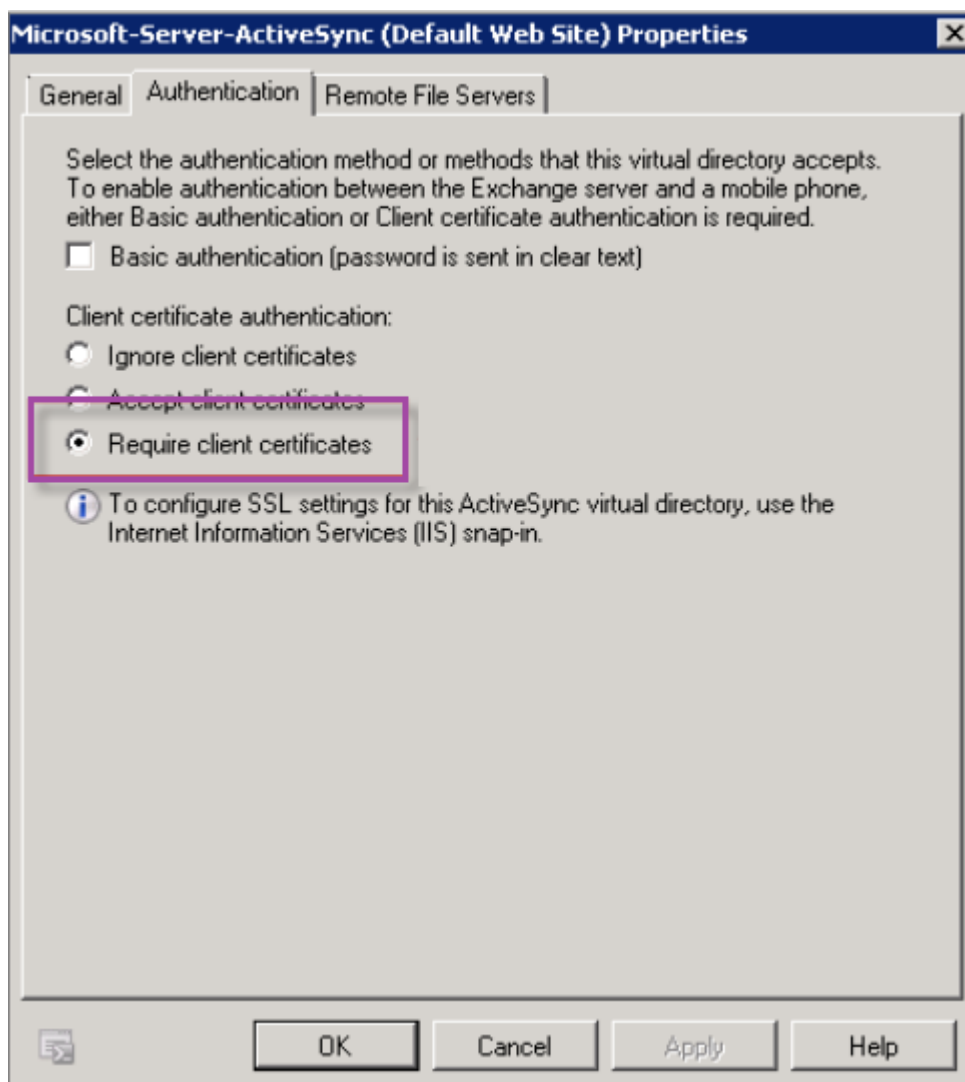 Microsoft-Server-ActiveSync (Default Web Site) Properties
General Authentication Remote File Servers
Select the authentication method or methods that this virtual directory accepts.
To enable authentication between the Exchange server and a mobile phone,
either Basic authentication or Client certificate authentication is required.
Basic authentication (password is sent in clear text)
Client certificate authentication:
Ignore client certificates
Accept client certificates
Require client certificates
To configure SSL settings for this ActiveSync virtual directory, use the
Internet Information Services (IIS) snap-in.
OK Cancel Apply Help